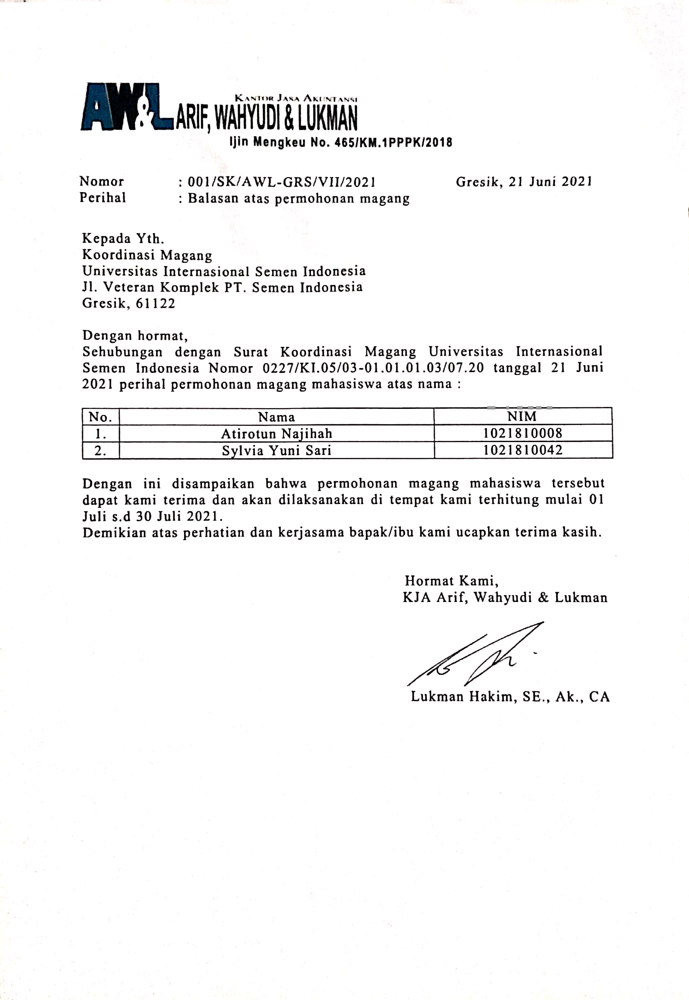 AW&L
KANTOR JASA AKUNTANSI
ARIF, WAHYUDI & LUKMAN
Ijin Mengkeu No. 465/KM.1PPPK/2018
Nomor : 001/SK/AWL-GRS/VII/2021 Gresik, 21 Juni 2021
Perihal : Balasan atas permohonan magang
Kepada Yth.
Koordinasi Magang
Universitas Internasional Semen Indonesia
Jl. Veteran Komplek PT. Semen Indonesia
Gresik, 61122
Dengan hormat,
Sehubungan dengan Surat Koordinasi Magang Universitas Internasional
Semen Indonesia Nomor 0227/KI.05/03-01.01.01.03/07.20 tanggal 21 Juni
2021 perihal permohonan magang mahasiswa atas nama :
No. Nama NIM
1. Atirotun Najihah 1021810008
2. Sylvia Yuni Sari 1021810042
Dengan ini disampaikan bahwa permohonan magang mahasiswa tersebut
dapat kami terima dan akan dilaksanakan di tempat kami terhitung mulai 01
Juli s.d 30 Juli 2021.
Demikian atas perhatian dan kerjasama bapak/ibu kami ucapkan terima kasih.
Hormat Kami,
KJA Arif, Wahyudi & Lukman
Lukman Hakim, SE., Ak., CA